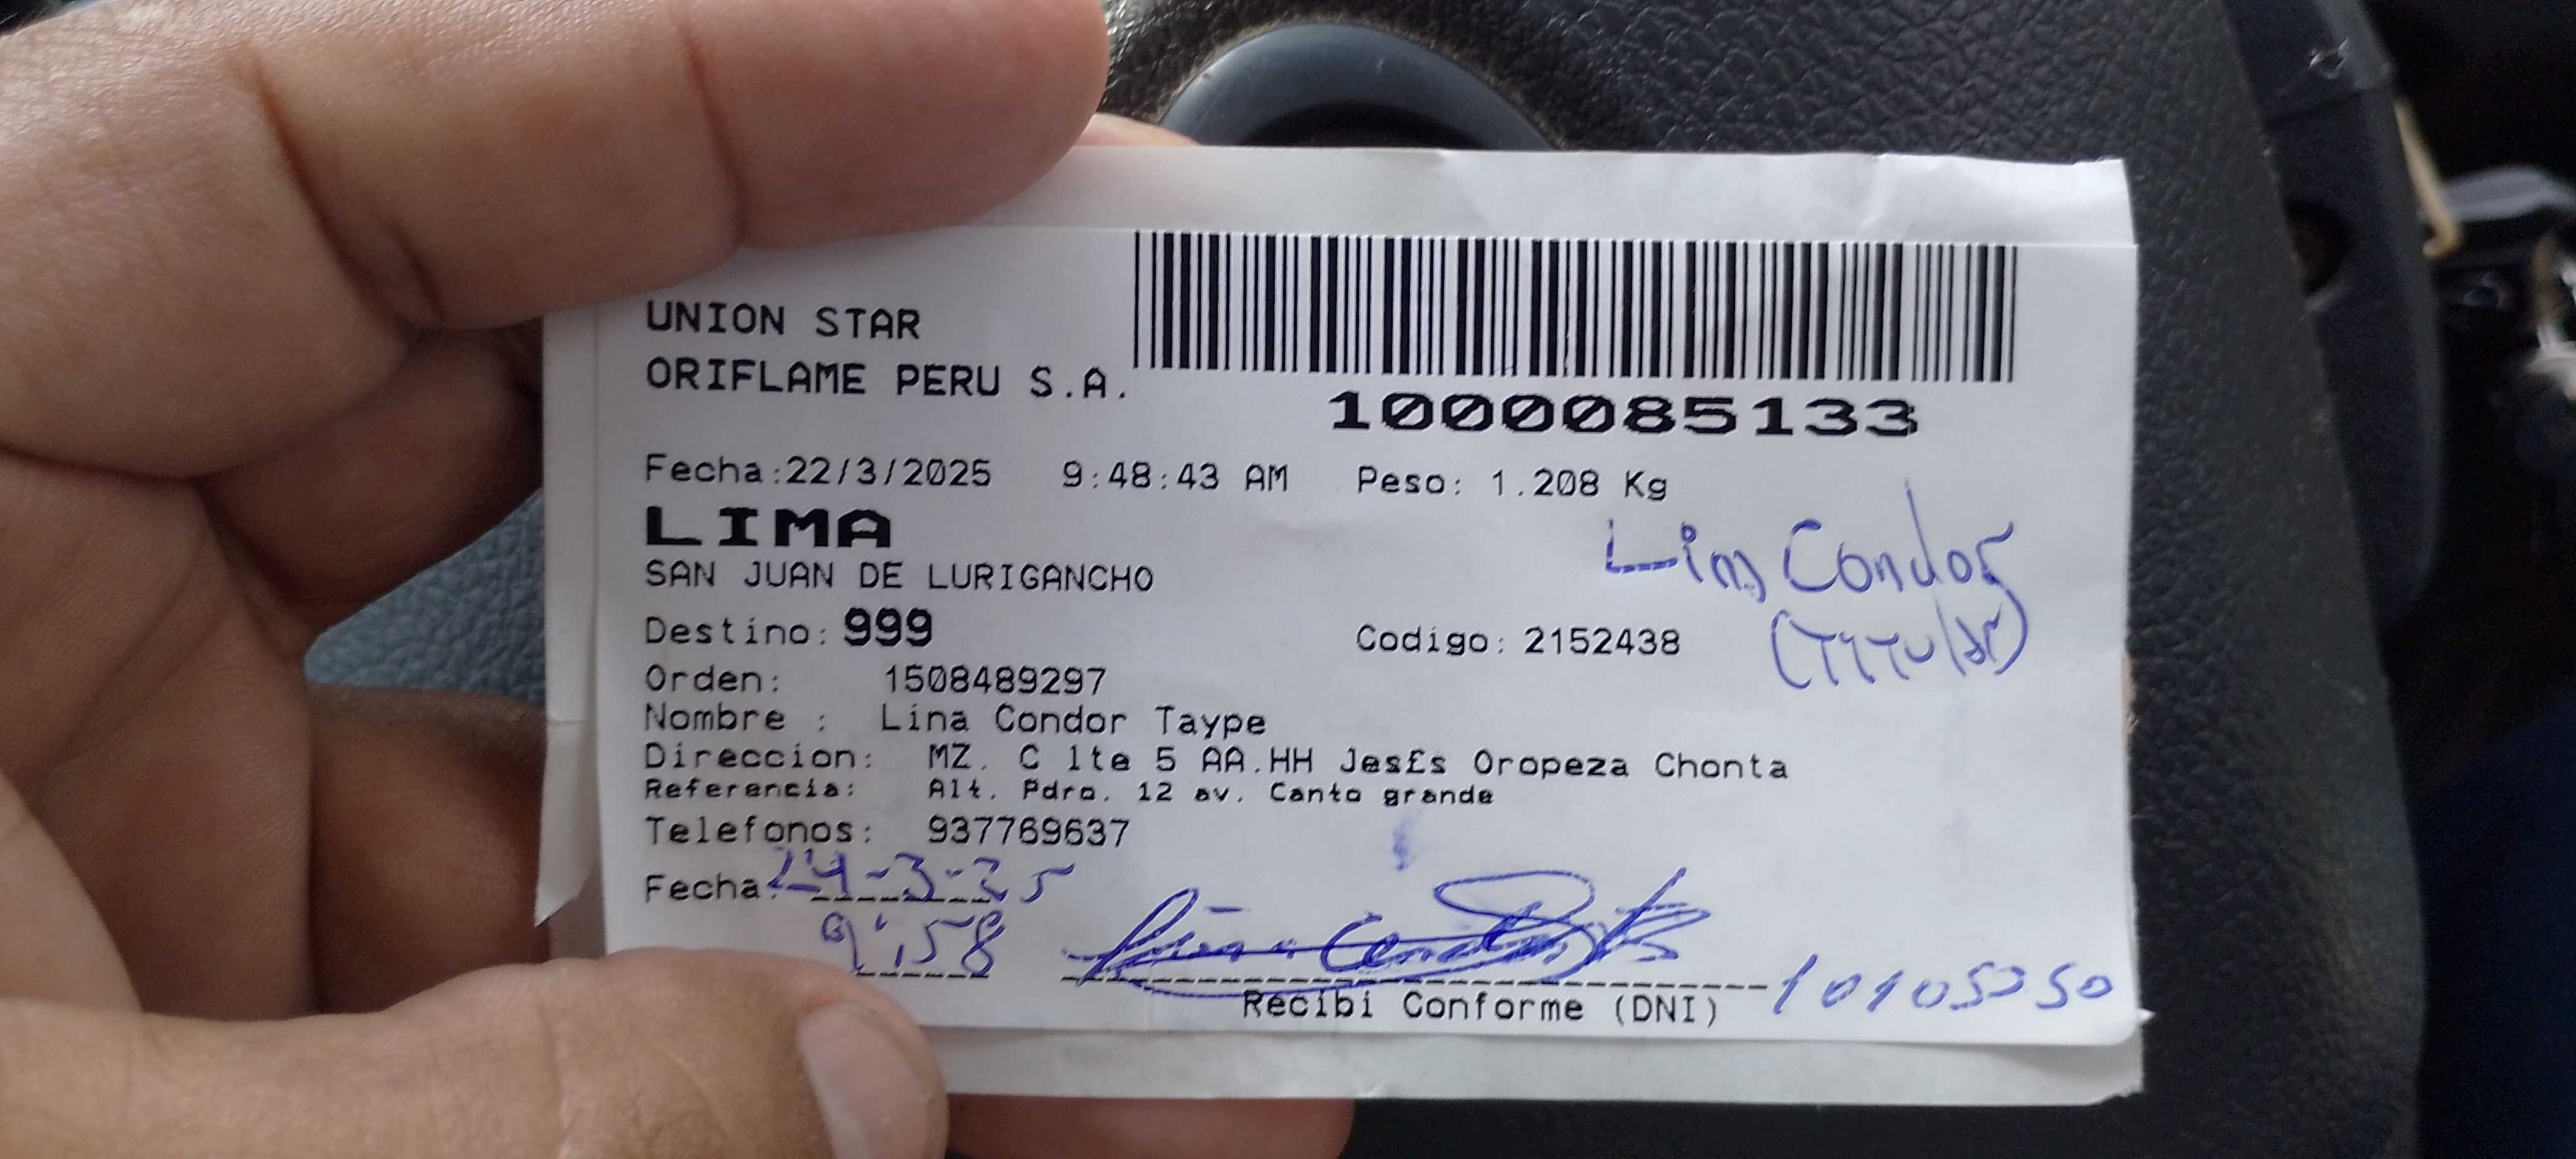 UNION STAR
ORIFLAME PERU S.A.
1000085133
Fecha:22/3/2025 9:48:43 AM Peso: 1.208 Kg
LIMA
SAN JUAN DE LURIGANCHO
Lina Condor
(TITULAR)
Destino: 999 Codigo: 2152438
Orden: 1508489297
Nombre : Lina Condor Taype
Direccion: MZ. C lte 5 AA.HH Jes£s Oropeza Chonta
Referencia: Alt. Pdro. 12 av. Canto grande
Telefonos: 937769637
Fecha: 24-3-25
9:58
Recibi Conforme (DNI)